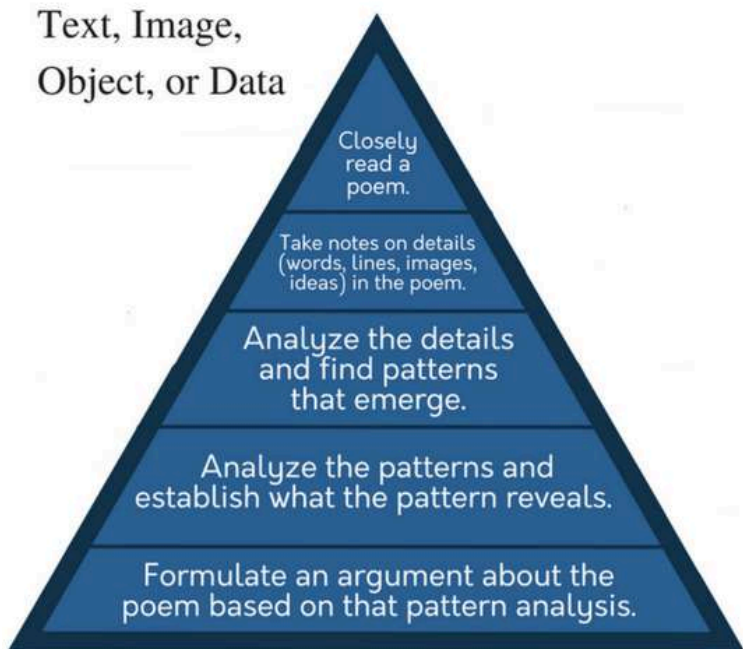 Text, Image,
Object, or Data
Closely
read a
poem.
Take notes on details
(words, lines, images,
ideas) in the poem.
Analyze the details
and find patterns
that emerge.
Analyze the patterns and
establish what the pattern reveals.
Formulate an argument about the
poem based on that pattern analysis.